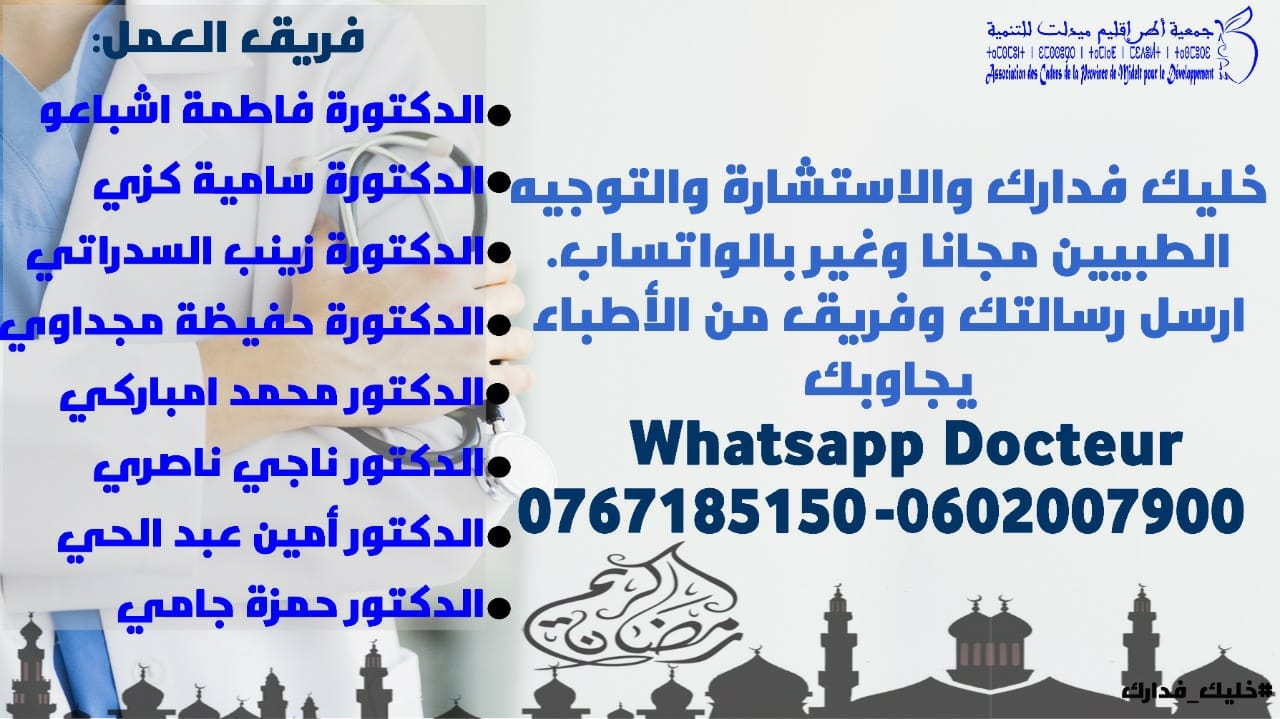 جمعية أطر إقليم ميدلت للتنمية
Association des Cadres de la Province de Midelt pour le Développement
خليك فدارك والاستشارة والتوجيه
الطبيين مجانا وغير بالواتساب.
ارسل رسالتك وفريق من الأطباء
يجاوبك
Whatsapp Docteur
0767185150-0602007900
رمضان كريم
#خليك_فدارك
فريق العمل:
●الدكتورة فاطمة اشباعو
●الدكتورة سامية كزي
●الدكتورة زينب السدراتي
●الدكتورة حفيظة مجداوي
●الدكتور محمد امباركي
●الدكتور ناجي ناصري
●الدكتور أمين عبد الحي
●الدكتور حمزة جامي